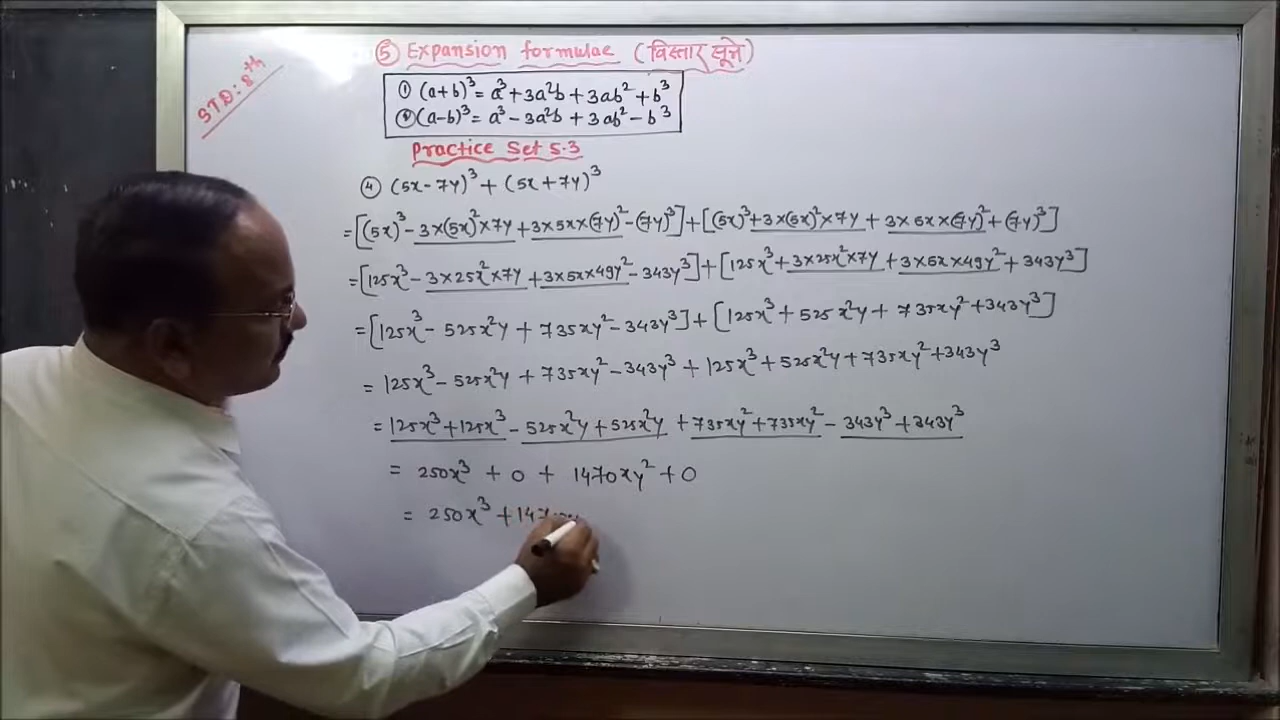 STD: 8th
⑤ Expansion formulae (विस्तार सूत्रे)
① (a+b)³ = a³ + 3a²b + 3ab² + b³
② (a-b)³ = a³ - 3a²b + 3ab² - b³
Practice Set 5.3
④ (5x - 7y)³ + (5x + 7y)³
= [(5x)³ - 3×(5x)²×7y + 3×5x×(7y)² - (7y)³] + [(5x)³ + 3×(5x)²×7y + 3×5x×(7y)² + (7y)³]
= [125x³ - 3×25x²×7y + 3×5x×49y² - 343y³] + [125x³ + 3×25x²×7y + 3×5x×49y² + 343y³]
= [125x³ - 525x²y + 735xy² - 343y³] + [125x³ + 525x²y + 735xy² + 343y³]
= 125x³ - 525x²y + 735xy² - 343y³ + 125x³ + 525x²y + 735xy² + 343y³
= 125x³ + 125x³ - 525x²y + 525x²y + 735xy² + 735xy² - 343y³ + 343y³
= 250x³ + 0 + 1470xy² + 0
= 250x³ + 14